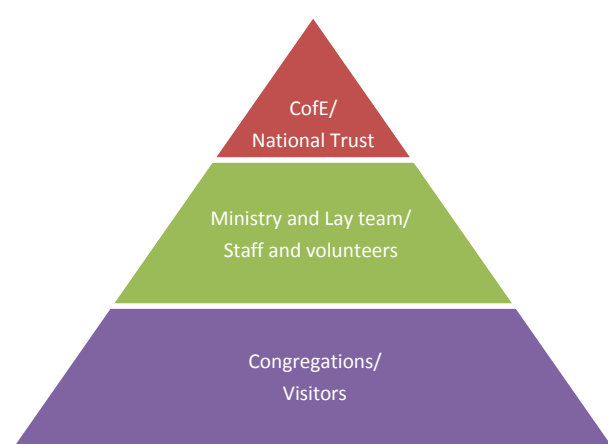 CofE/
National Trust
Ministry and Lay team/
Staff and volunteers
Congregations/
Visitors